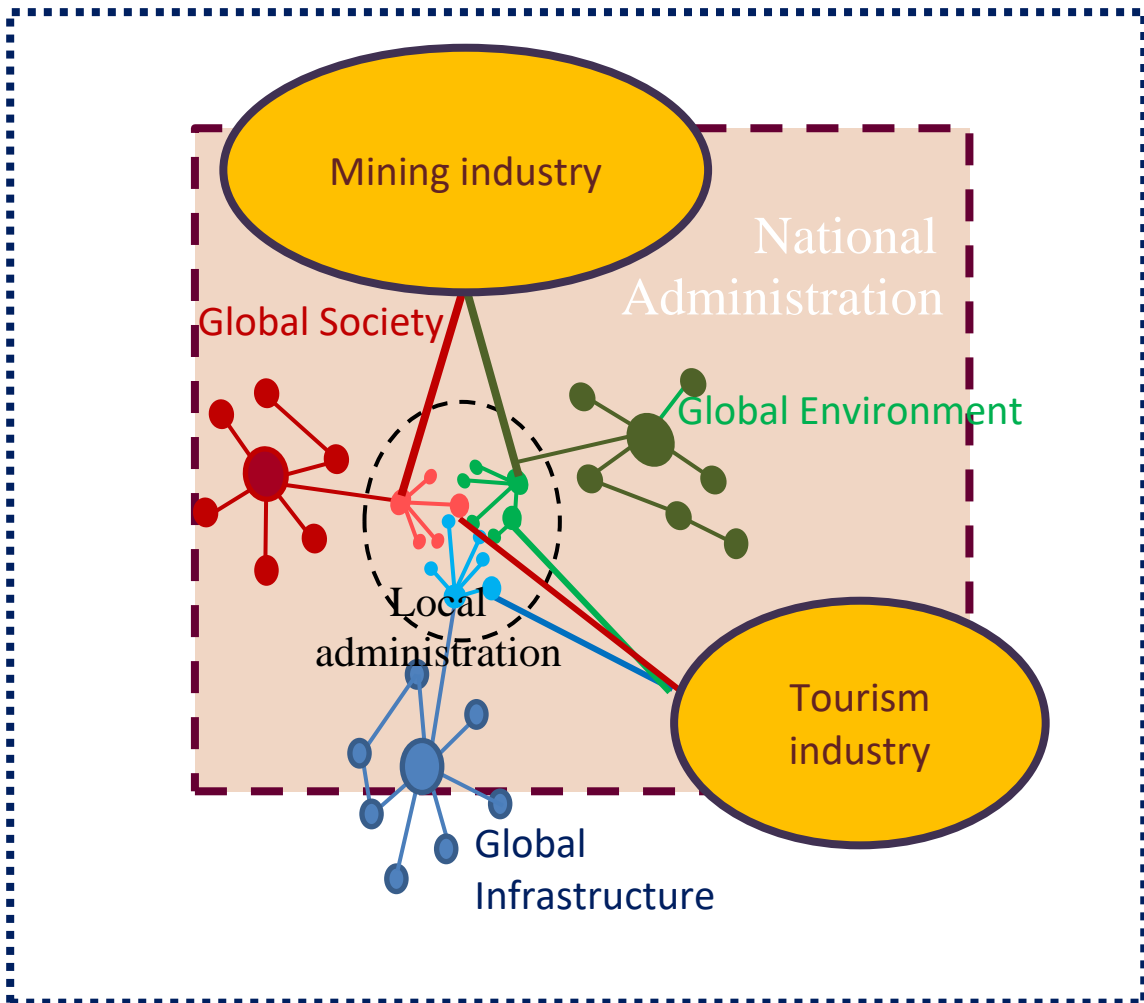 Mining industry
National
Administration
Global Society
Global Environment
Local
administration
Tourism
industry
Global
Infrastructure